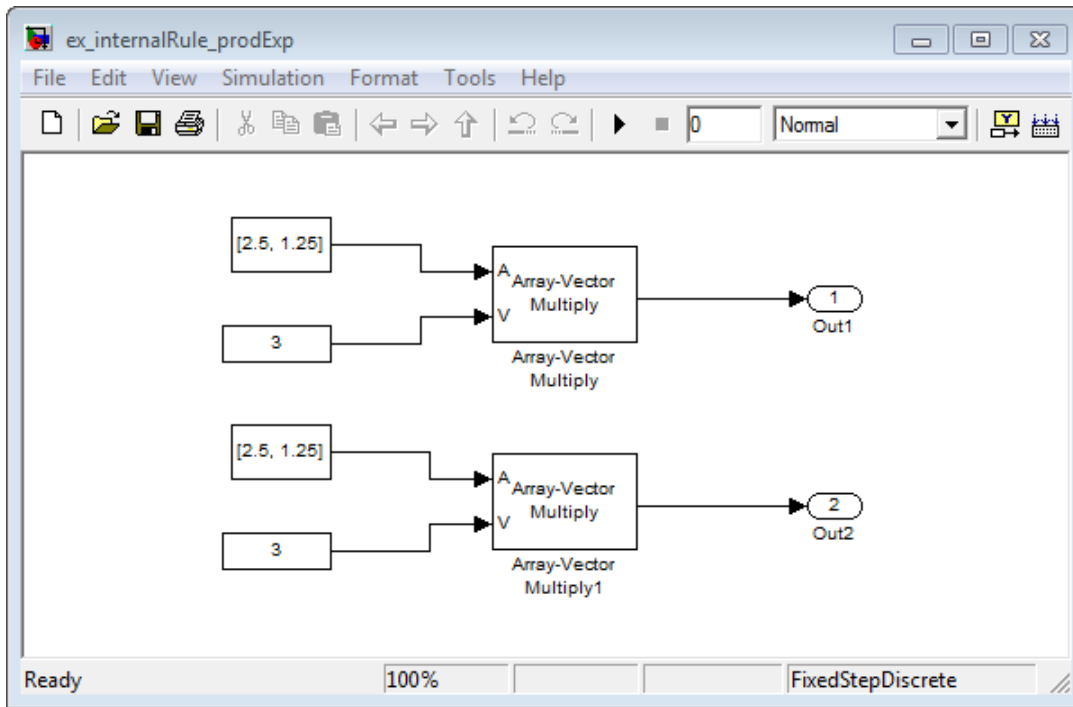 ex_internalRule_prodExp
File Edit View Simulation Format Tools Help
0 Normal
[2.5, 1.25]
A
Array-Vector
Multiply
V
3
Array-Vector
Multiply
1
Out1
[2.5, 1.25]
A
Array-Vector
Multiply
V
3
Array-Vector
Multiply1
2
Out2
Ready 100% FixedStepDiscrete